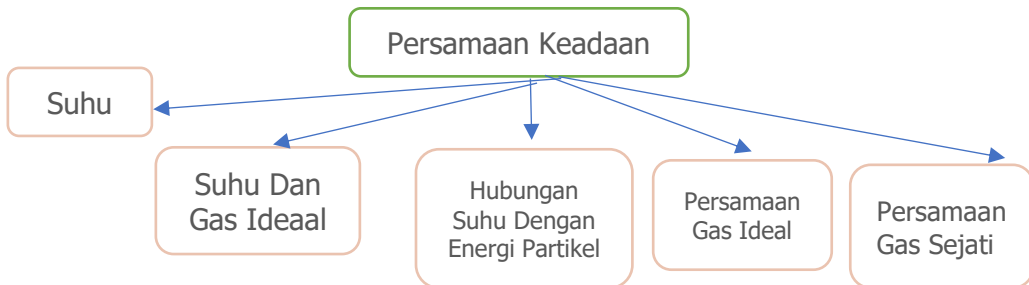 Persamaan Keadaan
Suhu
Suhu Dan
Gas Ideaal
Hubungan
Suhu Dengan
Energi Partikel
Persamaan
Gas Ideal
Persamaan
Gas Sejati